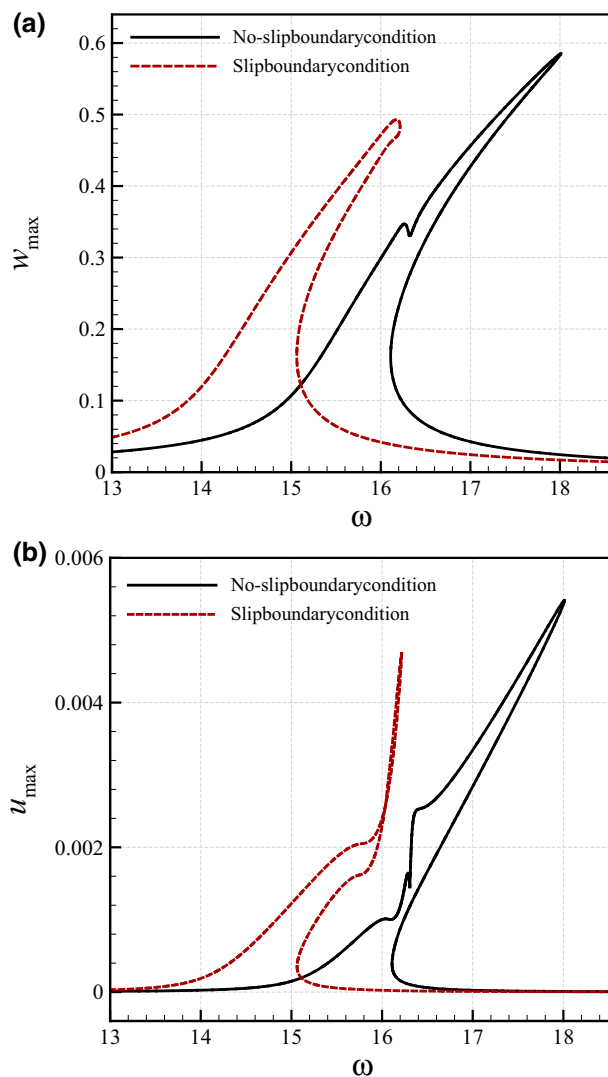 (a)
No-slipboundarycondition
Slipboundarycondition
0.6
0.5
0.4
0.3
0.2
0.1
0
w_max
13 14 15 16 17 18
ω
(b)
No-slipboundarycondition
Slipboundarycondition
0.006
0.004
0.002
0
u_max
13 14 15 16 17 18
ω